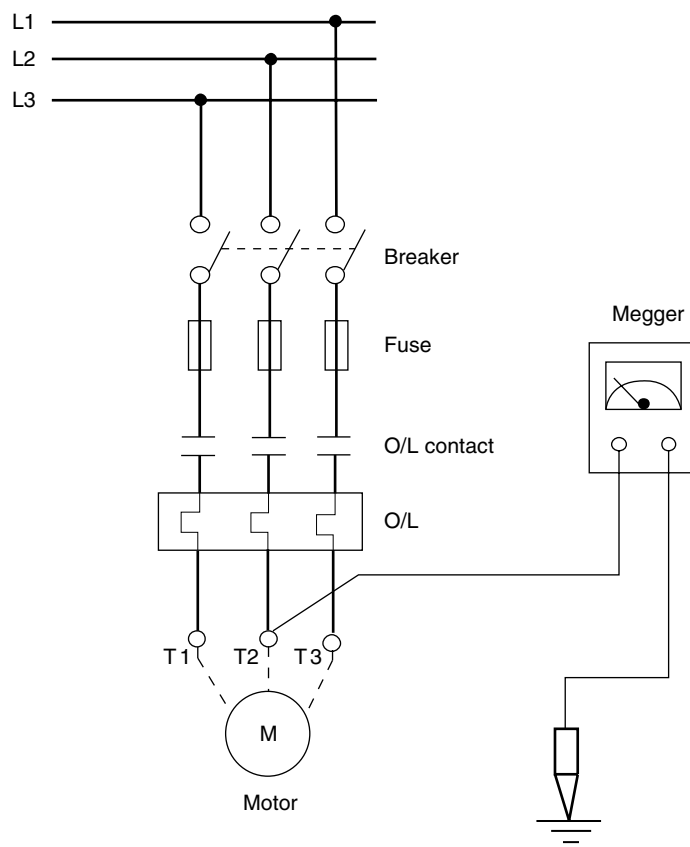 L1
L2
L3
Breaker
Megger
Fuse
O/L contact
O/L
T1 T2 T3
M
Motor